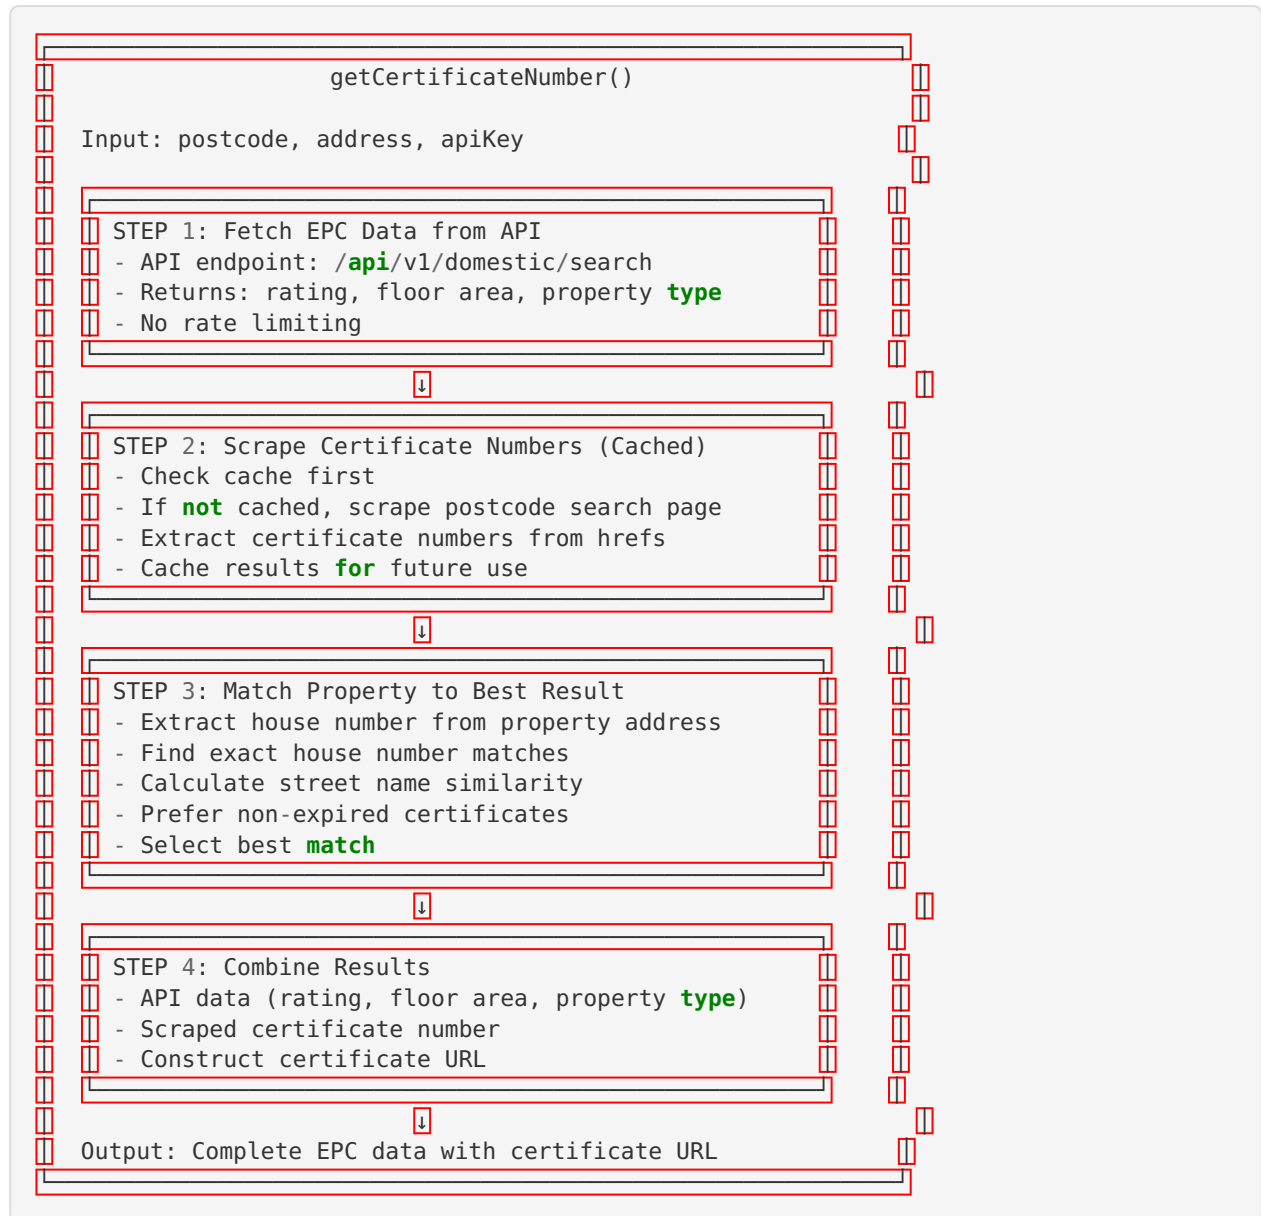 getCertificateNumber()
Input: postcode, address, apiKey
STEP 1: Fetch EPC Data from API
- API endpoint: /api/v1/domestic/search
- Returns: rating, floor area, property type
- No rate limiting
↓
STEP 2: Scrape Certificate Numbers (Cached)
- Check cache first
- If not cached, scrape postcode search page
- Extract certificate numbers from hrefs
- Cache results for future use
↓
STEP 3: Match Property to Best Result
- Extract house number from property address
- Find exact house number matches
- Calculate street name similarity
- Prefer non-expired certificates
- Select best match
↓
STEP 4: Combine Results
- API data (rating, floor area, property type)
- Scraped certificate number
- Construct certificate URL
↓
Output: Complete EPC data with certificate URL